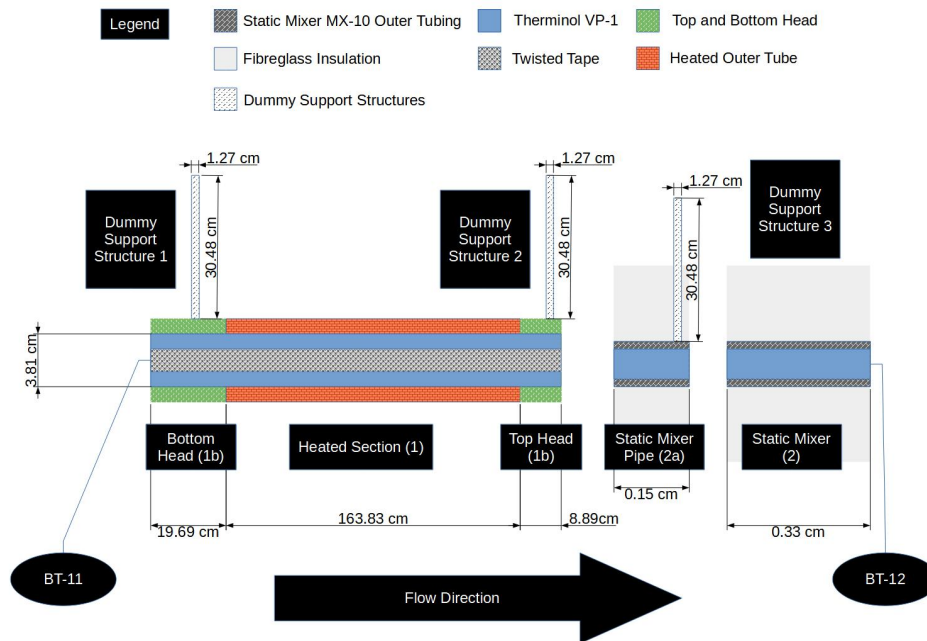 Legend
Static Mixer MX-10 Outer Tubing
Therminol VP-1
Top and Bottom Head
Fibreglass Insulation
Twisted Tape
Heated Outer Tube
Dummy Support Structures
1.27 cm
1.27 cm
1.27 cm
Dummy
Support
Structure 1
30.48 cm
Dummy
Support
Structure 2
30.48 cm
30.48 cm
Dummy
Support
Structure 3
3.81 cm
Bottom
Head (1b)
Heated Section (1)
Top Head
(1b)
Static Mixer
Pipe (2a)
Static Mixer
(2)
19.69 cm
163.83 cm
8.89cm
0.15 cm
0.33 cm
BT-11
Flow Direction
BT-12